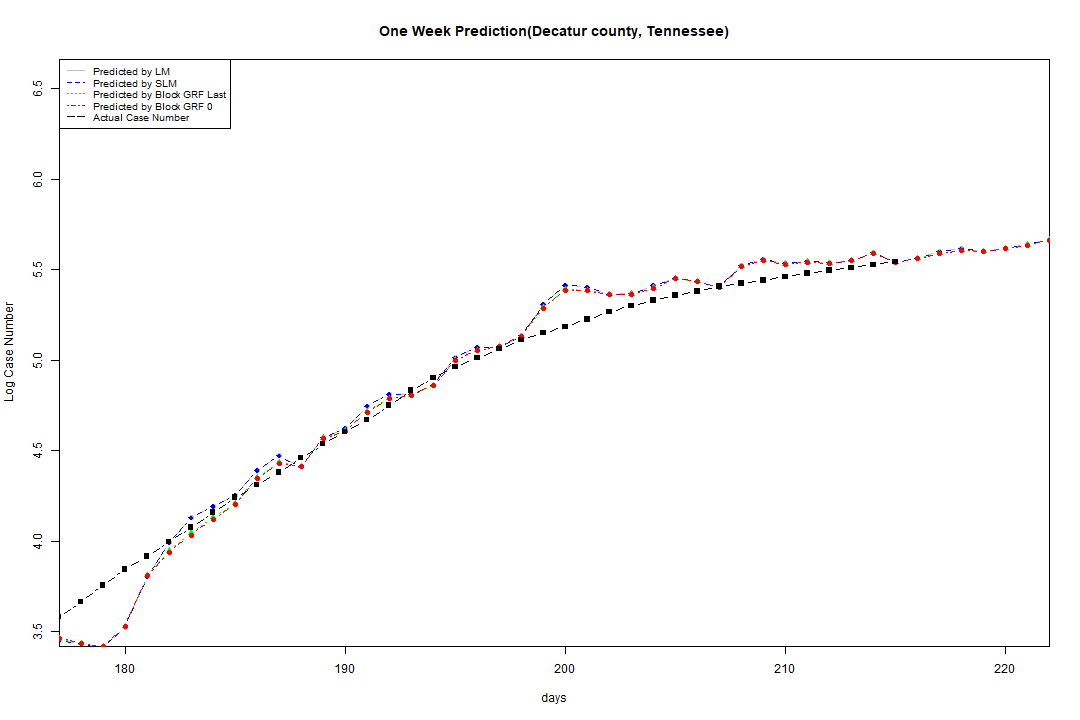 One Week Prediction(Decatur county, Tennessee)
Predicted by LM
Predicted by SLM
Predicted by Block GRF Last
Predicted by Block GRF 0
Actual Case Number
6.5
6.0
5.5
5.0
4.5
4.0
3.5
Log Case Number
180 190 200 210 220
days